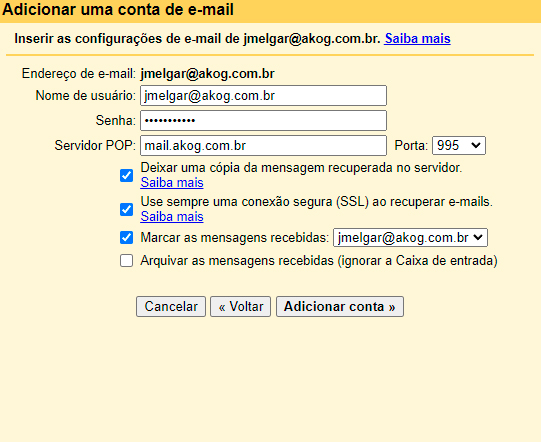 Adicionar uma conta de e-mail
Inserir as configurações de e-mail de jmelgar@akog.com.br. Saiba mais
Endereço de e-mail: jmelgar@akog.com.br
Nome de usuário: jmelgar@akog.com.br
Senha: •••••••••••
Servidor POP: mail.akog.com.br Porta: 995
Deixar uma cópia da mensagem recuperada no servidor.
Saiba mais
Use sempre uma conexão segura (SSL) ao recuperar e-mails.
Saiba mais
Marcar as mensagens recebidas: jmelgar@akog.com.br
Arquivar as mensagens recebidas (ignorar a Caixa de entrada)
Cancelar « Voltar Adicionar conta »